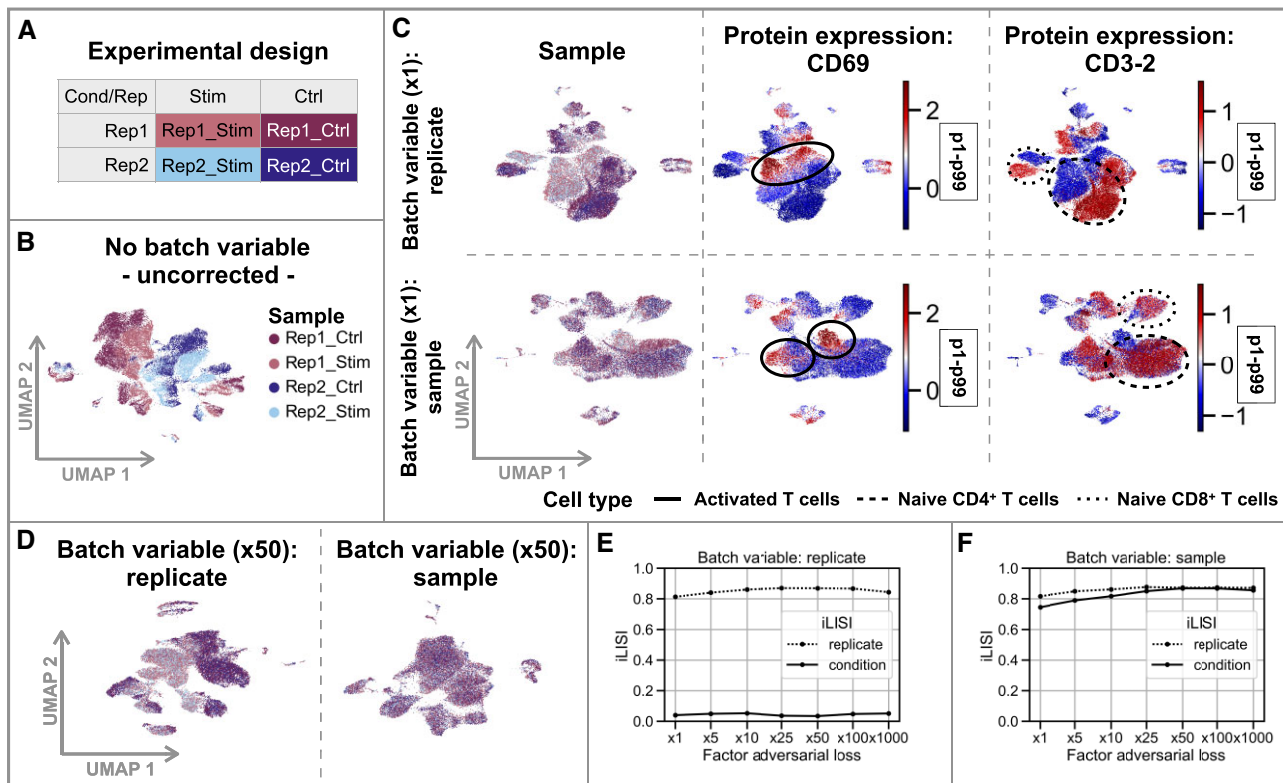 A
Experimental design
Cond/Rep Stim Ctrl
Rep1 Rep1_Stim Rep1_Ctrl
Rep2 Rep2_Stim Rep2_Ctrl
B
No batch variable
- uncorrected -
Sample
Rep1_Ctrl
Rep1_Stim
Rep2_Ctrl
Rep2_Stim
UMAP 2
UMAP 1
C
Sample
Protein expression:
CD69
Protein expression:
CD3-2
Batch variable (x1):
replicate
2
0
p1-p99
1
0
−1
p1-p99
Batch variable (x1):
sample
UMAP 2
UMAP 1
2
0
p1-p99
1
0
−1
p1-p99
Cell type Activated T cells Naive CD4⁺ T cells Naive CD8⁺ T cells
D
Batch variable (x50):
replicate
Batch variable (x50):
sample
UMAP 2
UMAP 1
E
Batch variable: replicate
1.0
0.8
0.6
0.4
0.2
0.0
iLISI
iLISI
replicate
condition
x1 x5 x10 x25 x50 x100 x1000
Factor adversarial loss
F
Batch variable: sample
1.0
0.8
0.6
0.4
0.2
0.0
iLISI
iLISI
replicate
condition
x1 x5 x10 x25 x50 x100 x1000
Factor adversarial loss